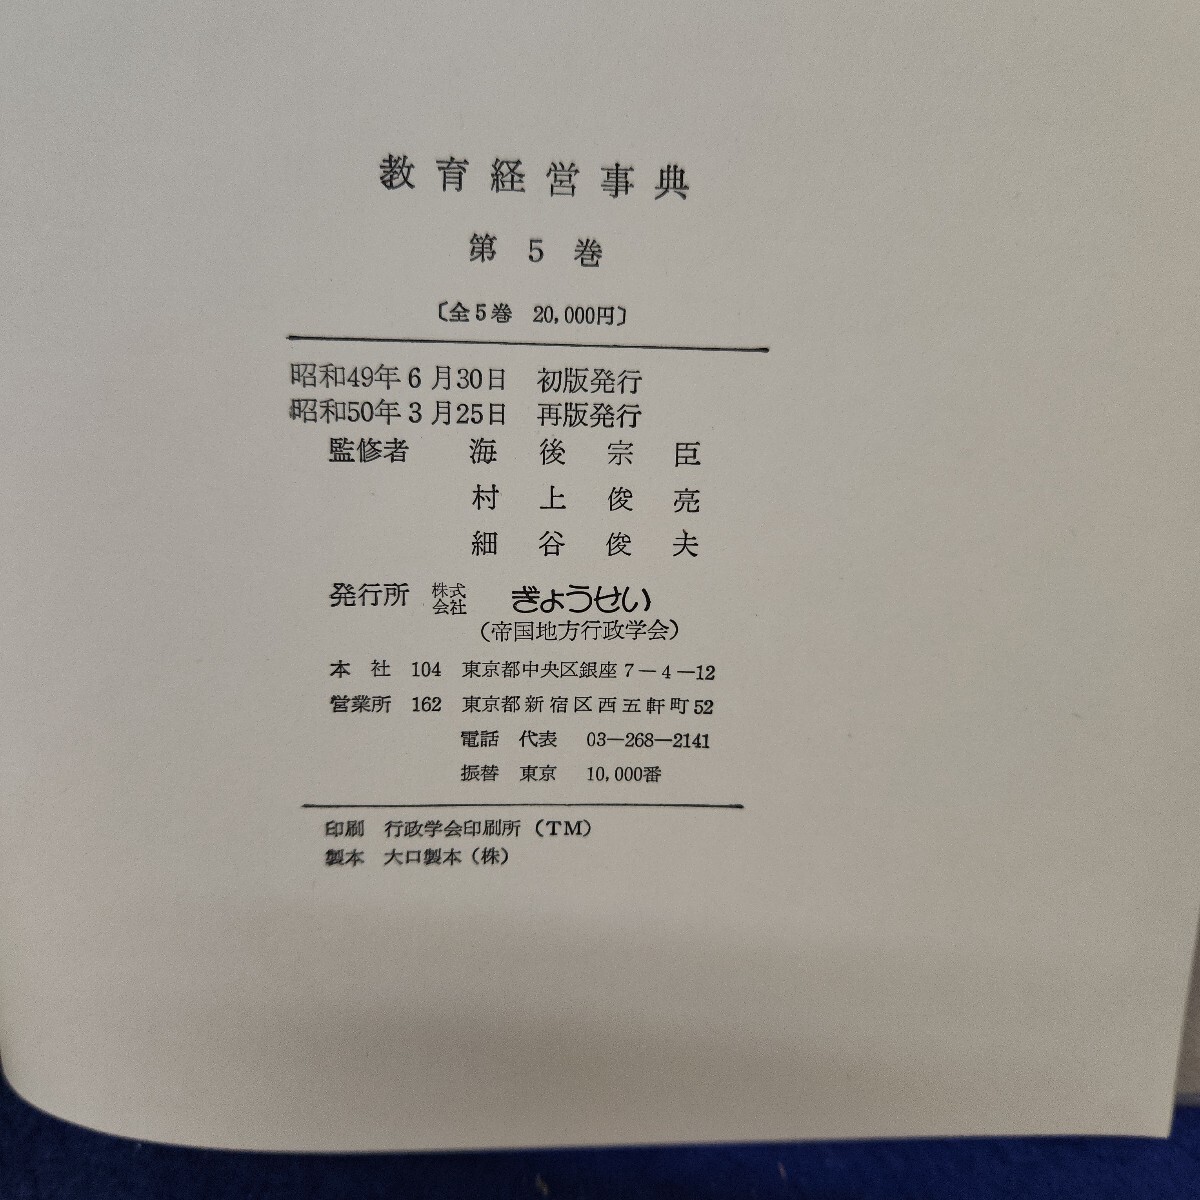 教育経営事典
第5巻
〔全5巻 20,000円〕
昭和49年6月30日 初版発行
昭和50年3月25日 再版発行
監修者 海後宗臣
村上俊亮
細谷俊夫
発行所 株式会社 ぎょうせい
(帝国地方行政学会)
本社 104 東京都中央区銀座7-4-12
営業所 162 東京都新宿区西五軒町52
電話 代表 03-268-2141
振替 東京 10,000番
印刷 行政学会印刷所 (TM)
製本 大口製本 (株)